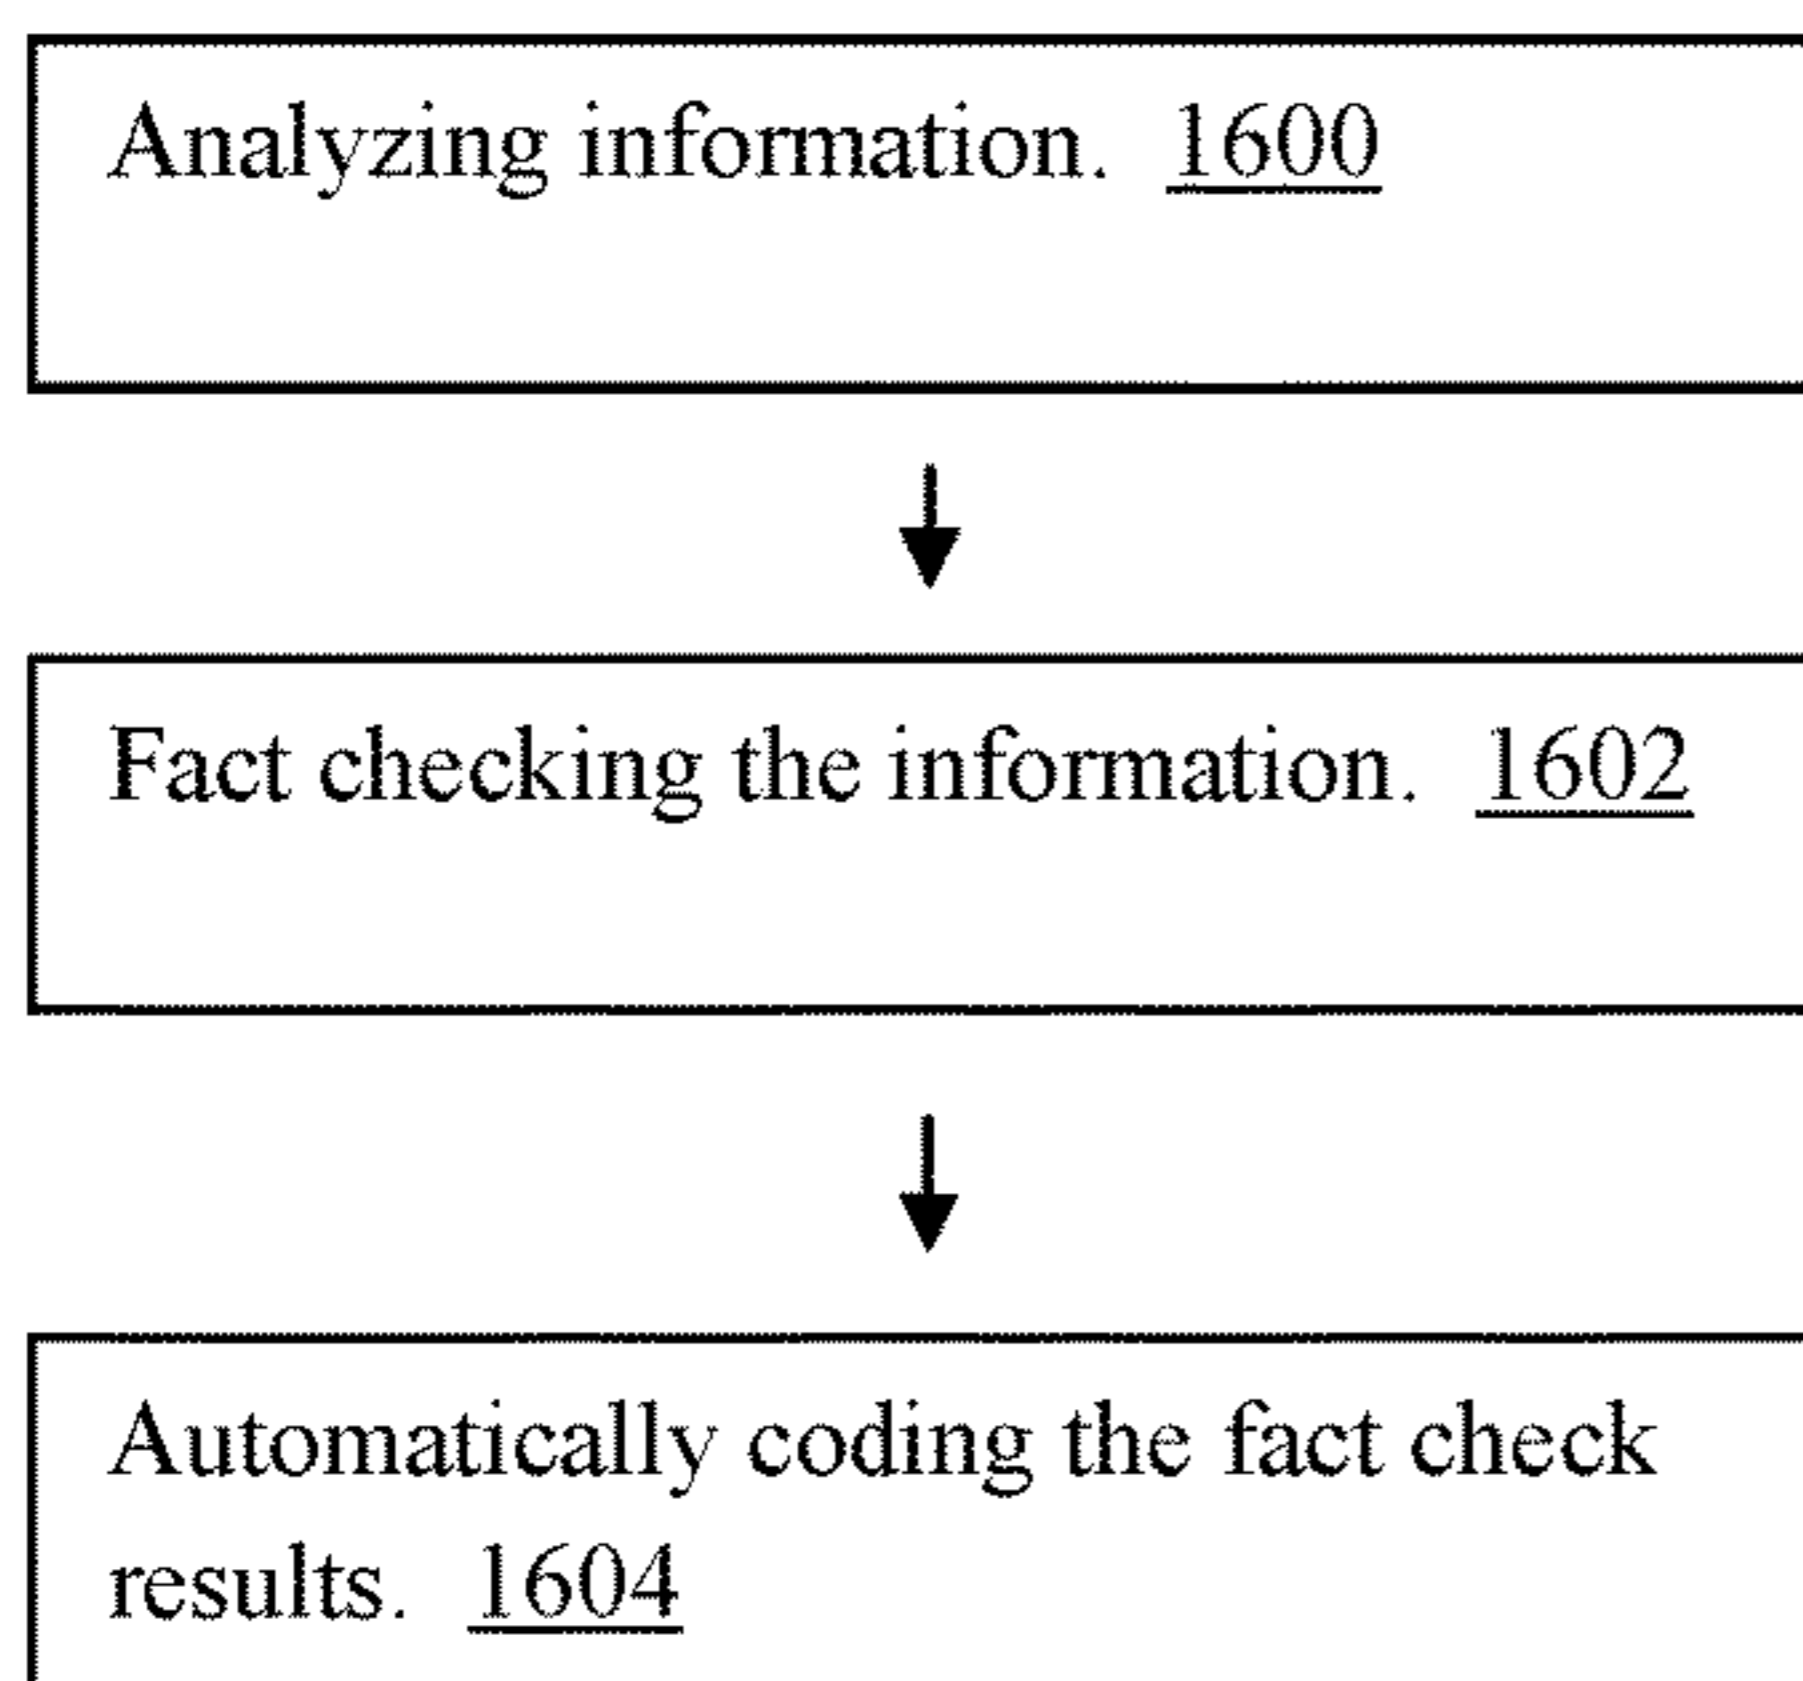 Analyzing information. 1600
Fact checking the information. 1602
Automatically coding the fact check
results. 1604